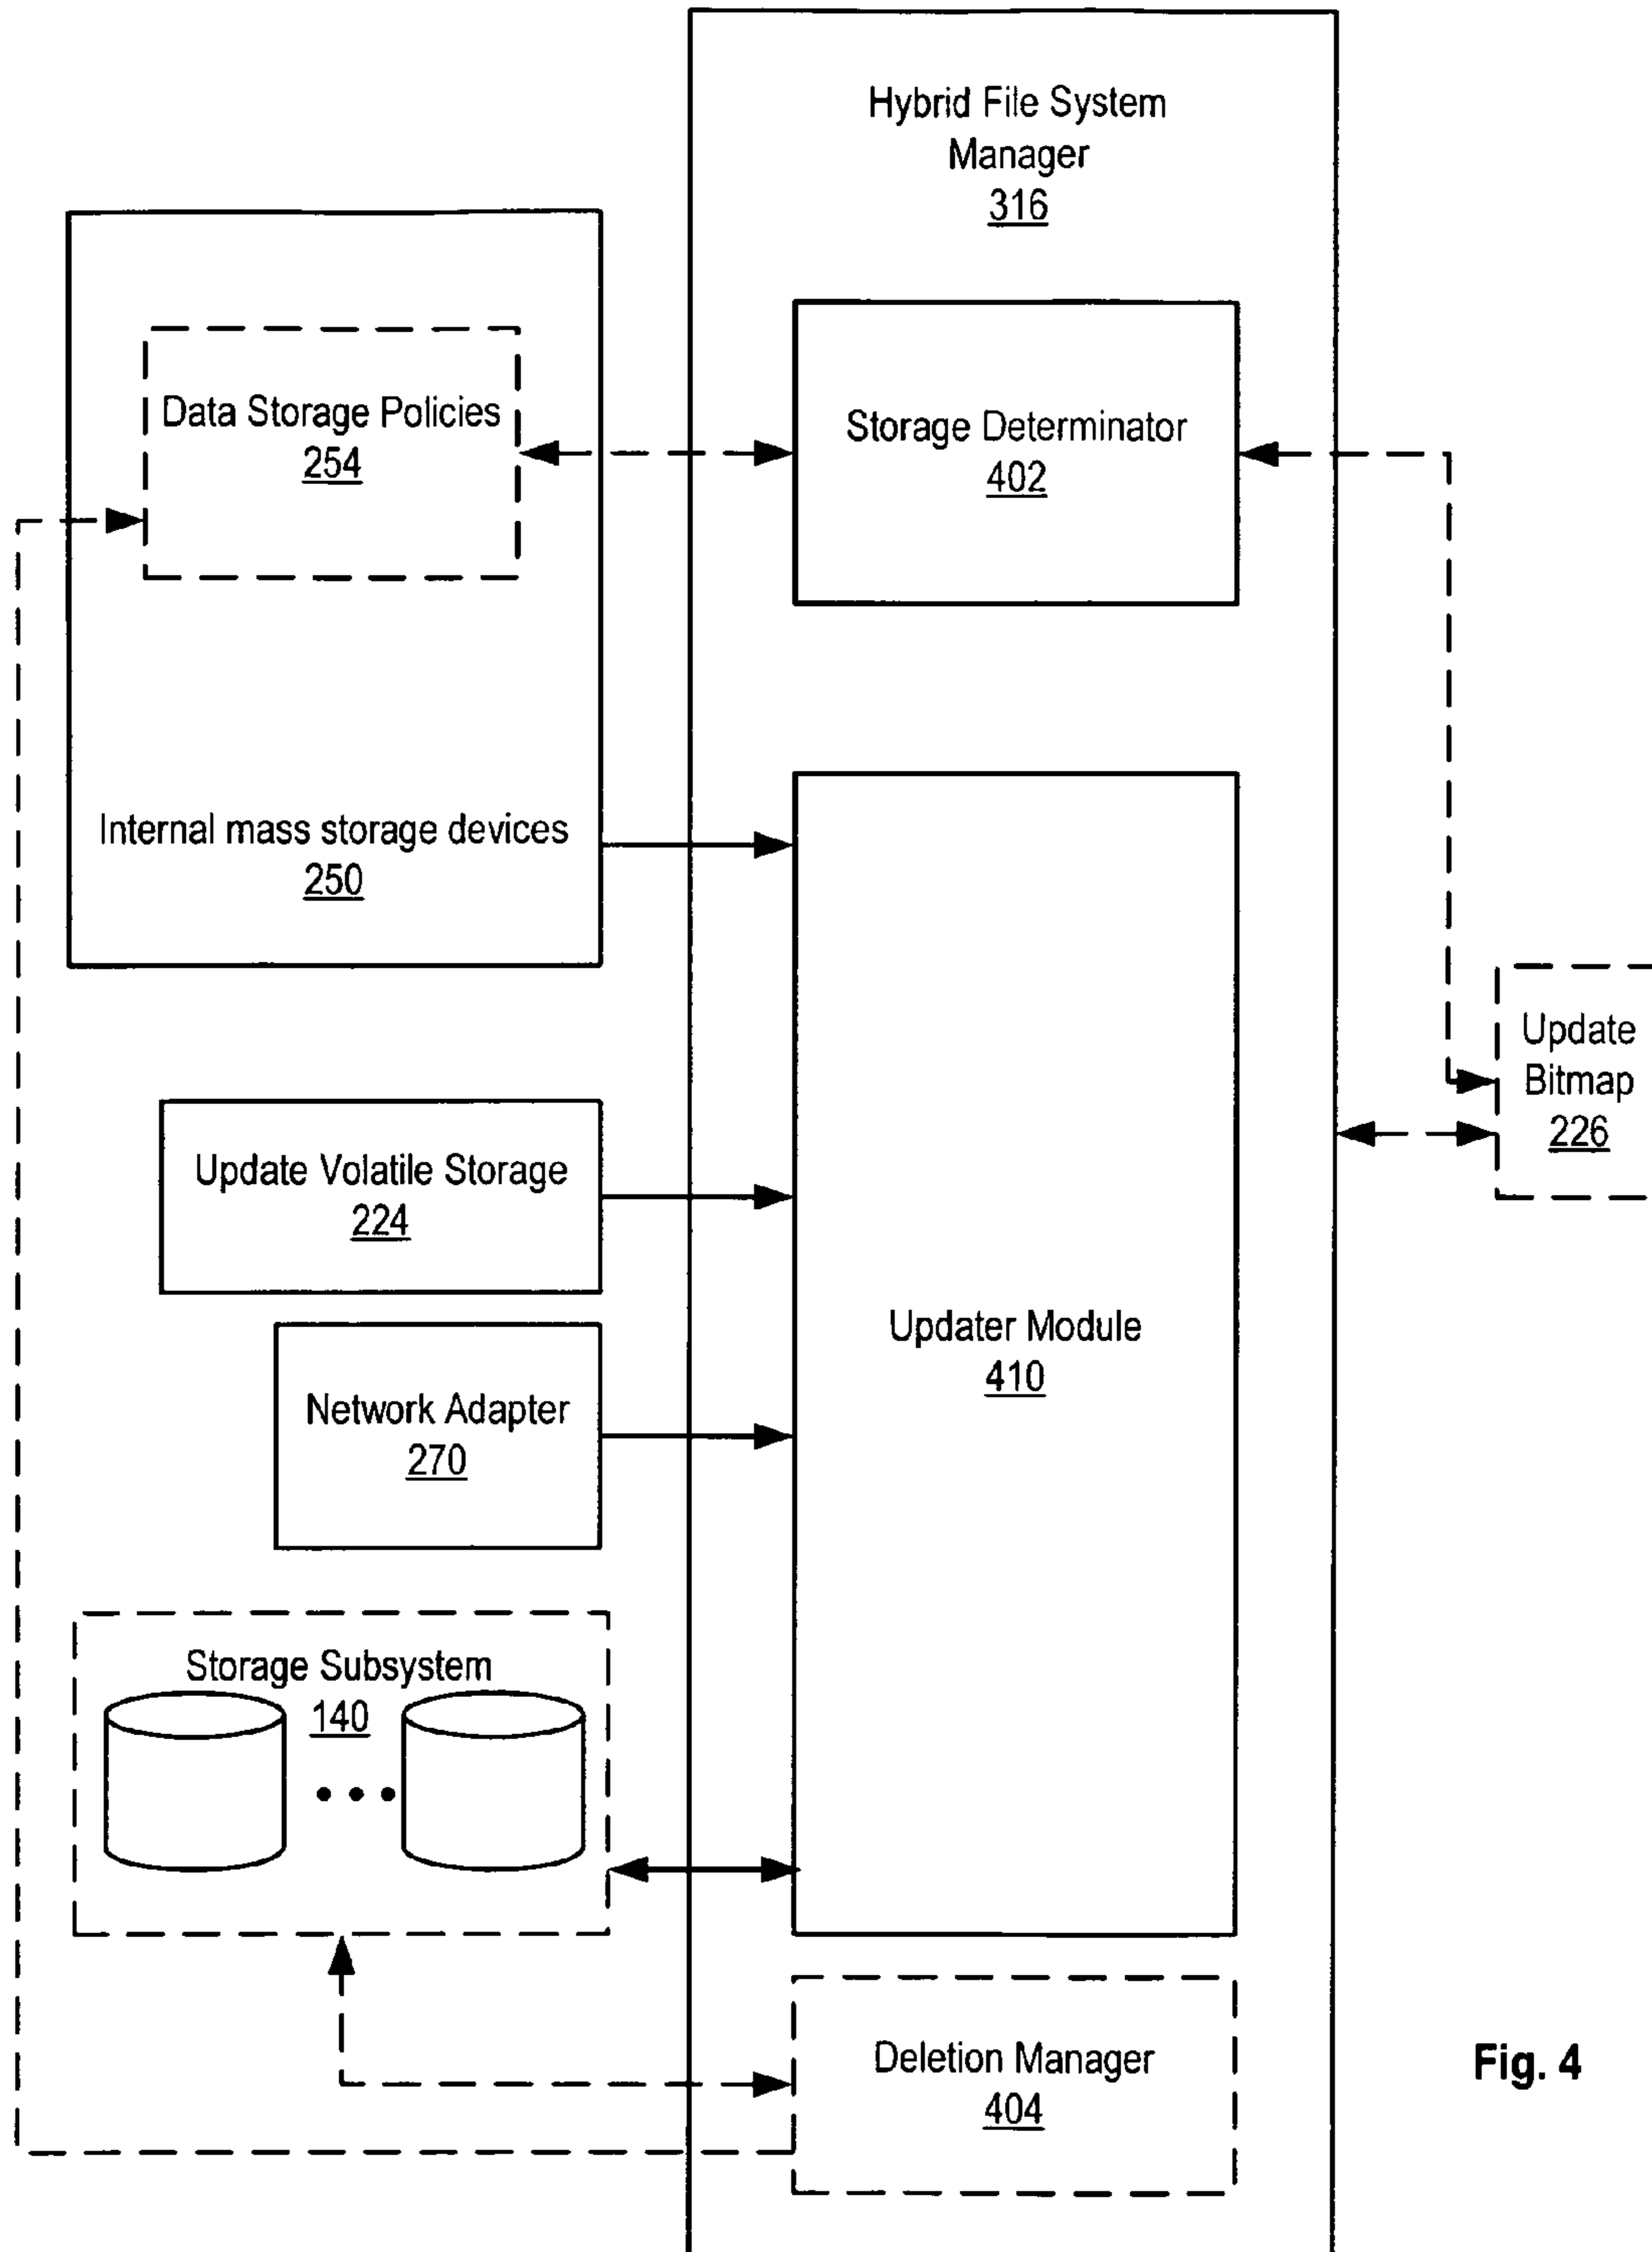 Hybrid File System
Manager
316
Data Storage Policies
254
Storage Determinator
402
Internal mass storage devices
250
Update
Bitmap
226
Update Volatile Storage
224
Updater Module
410
Network Adapter
270
Storage Subsystem
140
Deletion Manager
404
Fig. 4